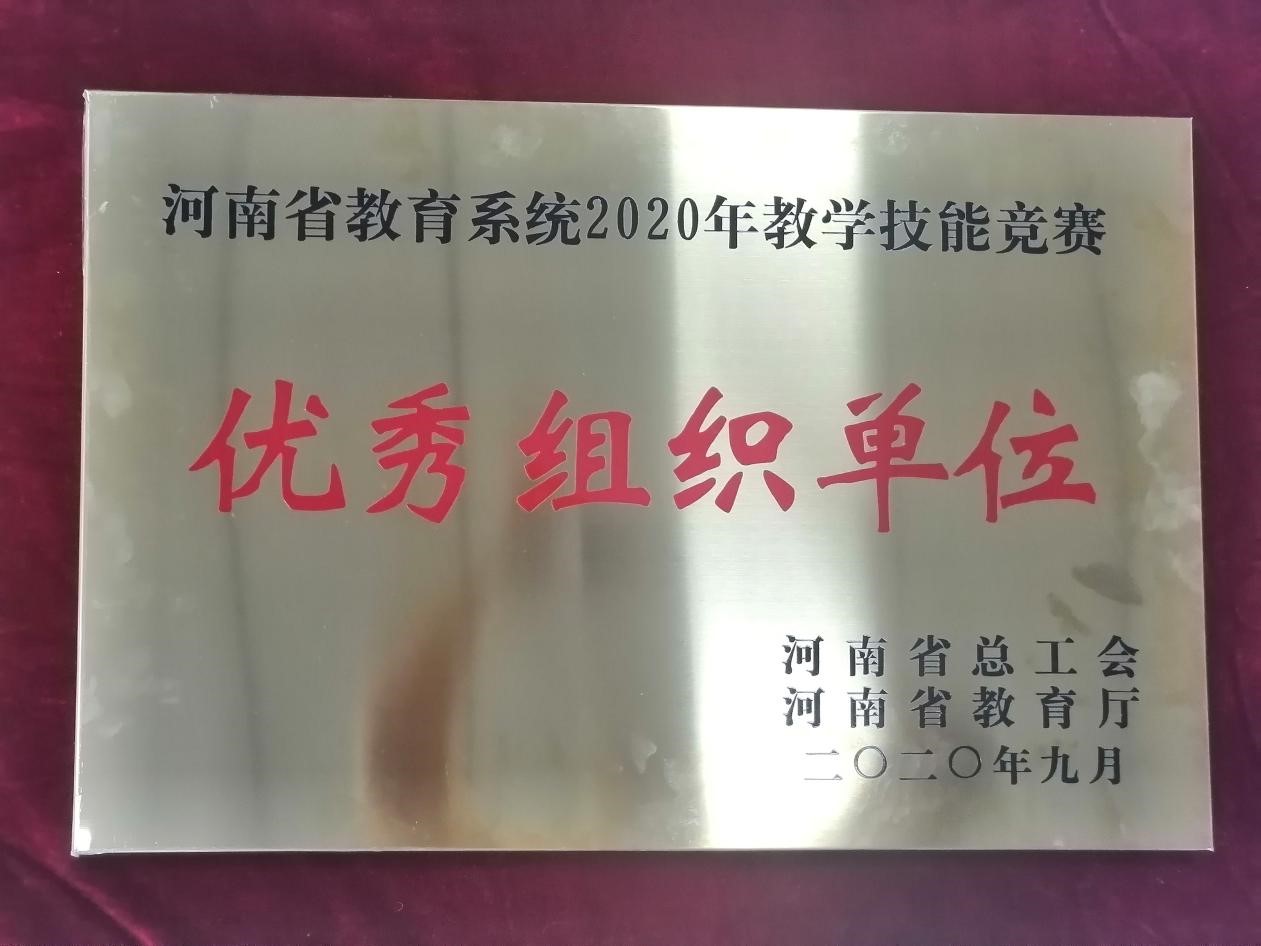 河南省教育系统2020年教学技能竞赛
优秀组织单位
河南省总工会
河南省教育厅
二〇二〇年九月